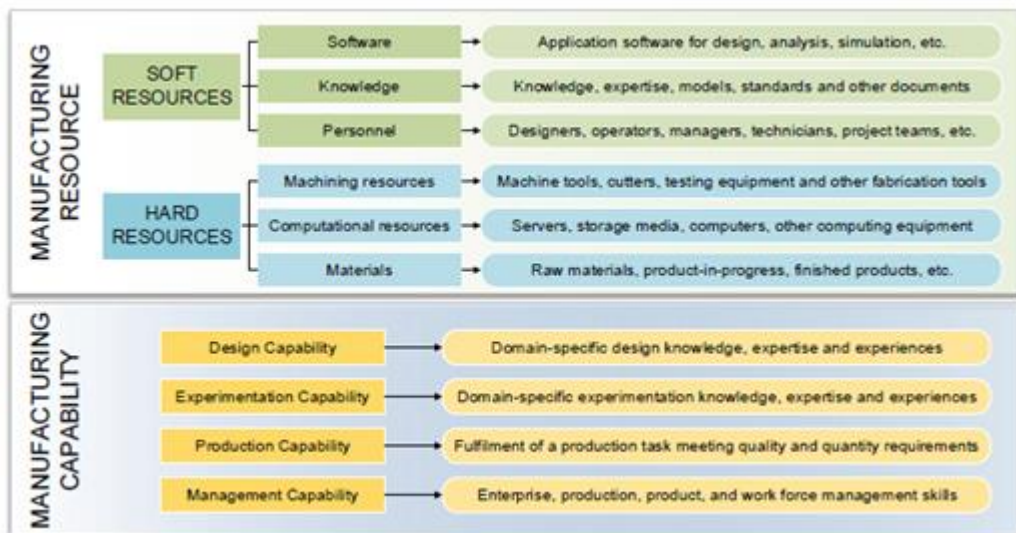 MANUFACTURING
RESOURCE
SOFT
RESOURCES
Software
Application software for design, analysis, simulation, etc.
Knowledge
Knowledge, expertise, models, standards and other documents
Personnel
Designers, operators, managers, technicians, project teams, etc.
HARD
RESOURCES
Machining resources
Machine tools, cutters, testing equipment and other fabrication tools
Computational resources
Servers, storage media, computers, other computing equipment
Materials
Raw materials, product-in-progress, finished products, etc.
MANUFACTURING
CAPABILITY
Design Capability
Domain-specific design knowledge, expertise and experiences
Experimentation Capability
Domain-specific experimentation knowledge, expertise and experiences
Production Capability
Fulfilment of a production task meeting quality and quantity requirements
Management Capability
Enterprise, production, product, and work force management skills